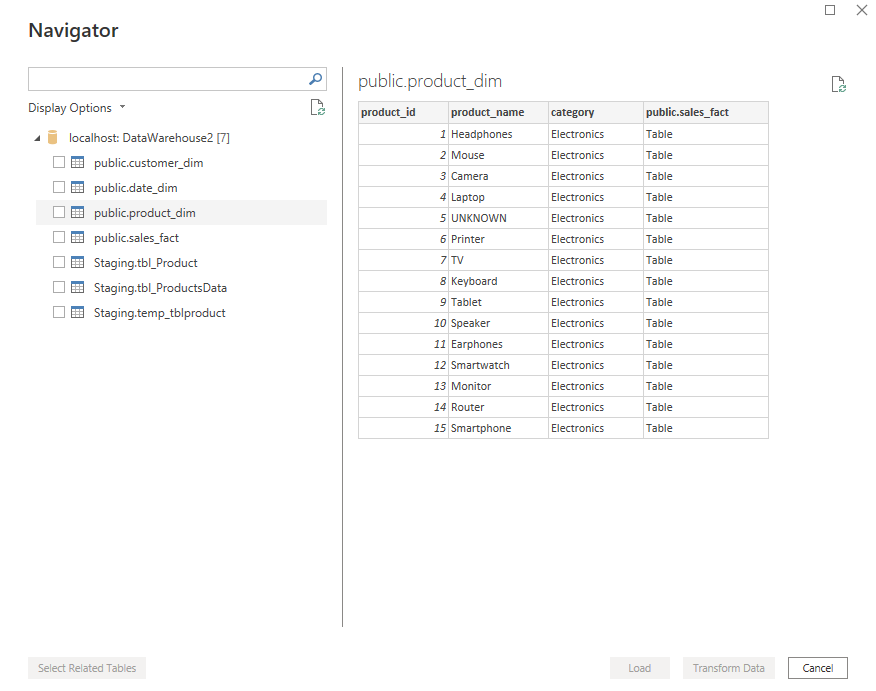 Navigator
Display Options
localhost: DataWarehouse2 [7]
public.customer_dim
public.date_dim
public.product_dim
public.sales_fact
Staging.tbl_Product
Staging.tbl_ProductsData
Staging.temp_tblproduct
public.product_dim
product_id product_name category public.sales_fact
1 Headphones Electronics Table
2 Mouse Electronics Table
3 Camera Electronics Table
4 Laptop Electronics Table
5 UNKNOWN Electronics Table
6 Printer Electronics Table
7 TV Electronics Table
8 Keyboard Electronics Table
9 Tablet Electronics Table
10 Speaker Electronics Table
11 Earphones Electronics Table
12 Smartwatch Electronics Table
13 Monitor Electronics Table
14 Router Electronics Table
15 Smartphone Electronics Table
Select Related Tables
Load
Transform Data
Cancel